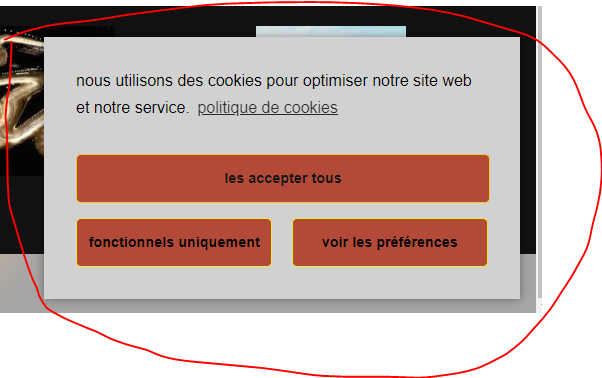 nous utilisons des cookies pour optimiser notre site web
et notre service. politique de cookies
les accepter tous
fonctionnels uniquement
voir les préférences